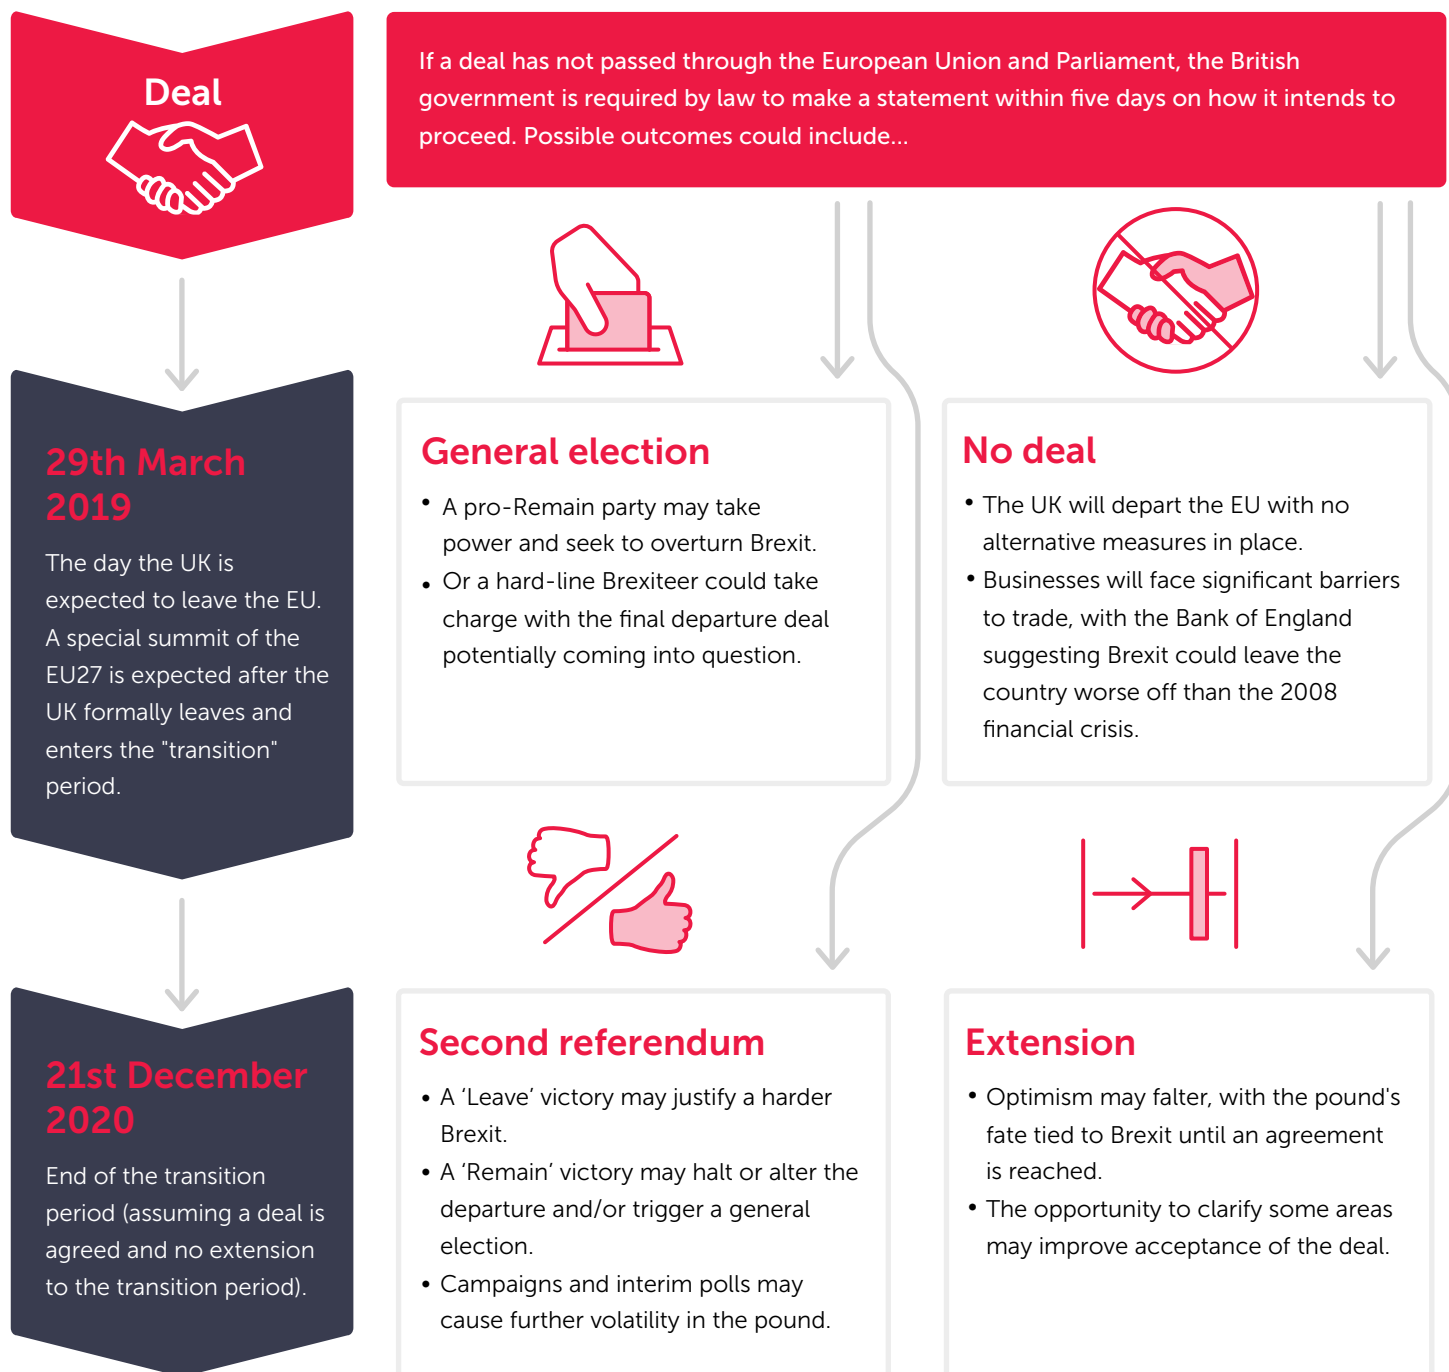 Deal
If a deal has not passed through the European Union and Parliament, the British
government is required by law to make a statement within five days on how it intends to
proceed. Possible outcomes could include...
29th March
2019
The day the UK is
expected to leave the EU.
A special summit of the
EU27 is expected after the
UK formally leaves and
enters the "transition"
period.
General election
• A pro-Remain party may take
power and seek to overturn Brexit.
• Or a hard-line Brexiteer could take
charge with the final departure deal
potentially coming into question.
No deal
• The UK will depart the EU with no
alternative measures in place.
• Businesses will face significant barriers
to trade, with the Bank of England
suggesting Brexit could leave the
country worse off than the 2008
financial crisis.
21st December
2020
End of the transition
period (assuming a deal is
agreed and no extension
to the transition period).
Second referendum
• A ‘Leave’ victory may justify a harder
Brexit.
• A ‘Remain’ victory may halt or alter the
departure and/or trigger a general
election.
• Campaigns and interim polls may
cause further volatility in the pound.
Extension
• Optimism may falter, with the pound's
fate tied to Brexit until an agreement
is reached.
• The opportunity to clarify some areas
may improve acceptance of the deal.